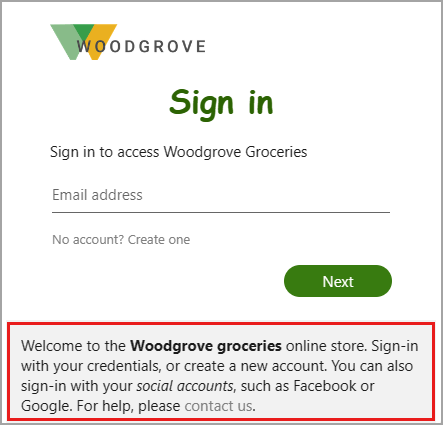 WOODGROVE
Sign in
Sign in to access Woodgrove Groceries
Email address
No account? Create one
Next
Welcome to the Woodgrove groceries online store. Sign-in
with your credentials, or create a new account. You can also
sign-in with your social accounts, such as Facebook or
Google. For help, please contact us.